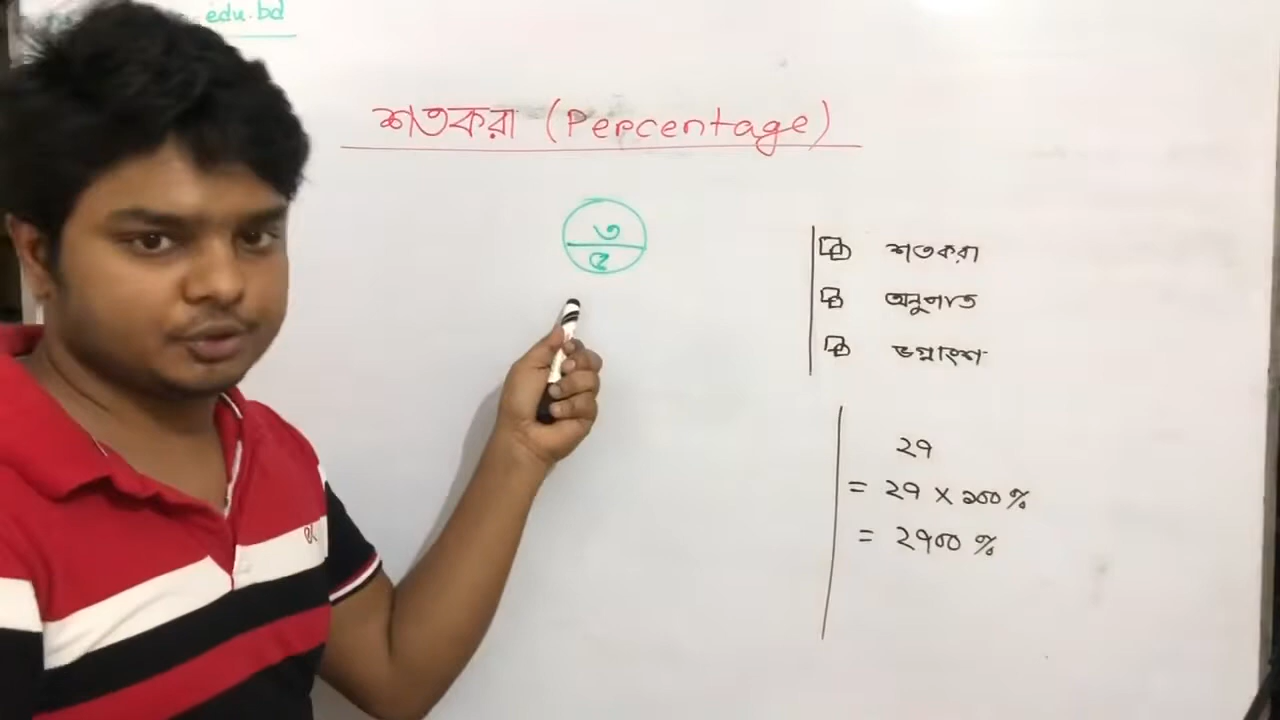 edu.bd
শতকরা (Percentage)
৩
৫
শতকরা
অনুপাত
ভগ্নাংশ
২৭
= ২৭ × ১০০ %
= ২৭০০ %